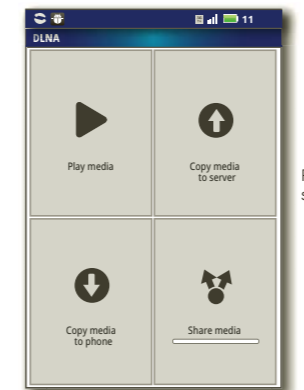 11
DLNA
Play media
Copy media
to server
Copy media
to phone
Share media